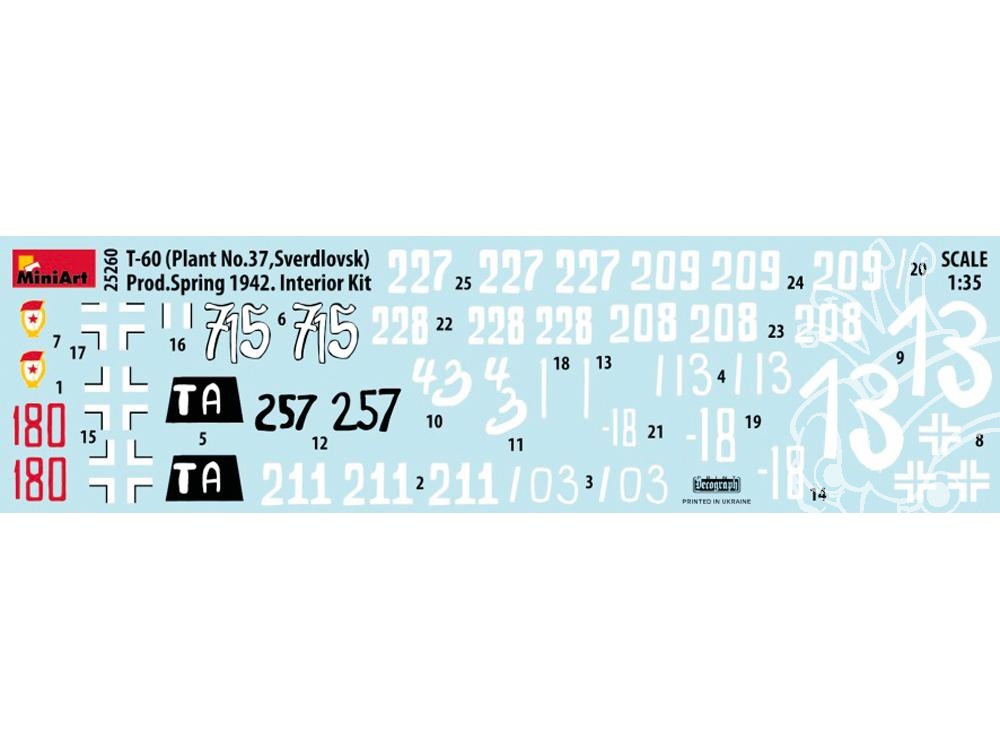 MiniArt
25260
T-60 (Plant No.37,Sverdlovsk)
Prod.Spring 1942. Interior Kit
227 25 227 227 209 209 24 209 20
SCALE
1:35
7 17 16 715 6 715 228 22 228 228 208 208 23 208
1 43 43 18 13 /13 4 /13 9 13 13
180 15 TA 5 257 12 257 10 11 -18 21 -18 19 8
180 TA 211 211 2 211 /03 3 /03 -18 14
Decograph
PRINTED IN UKRAINE